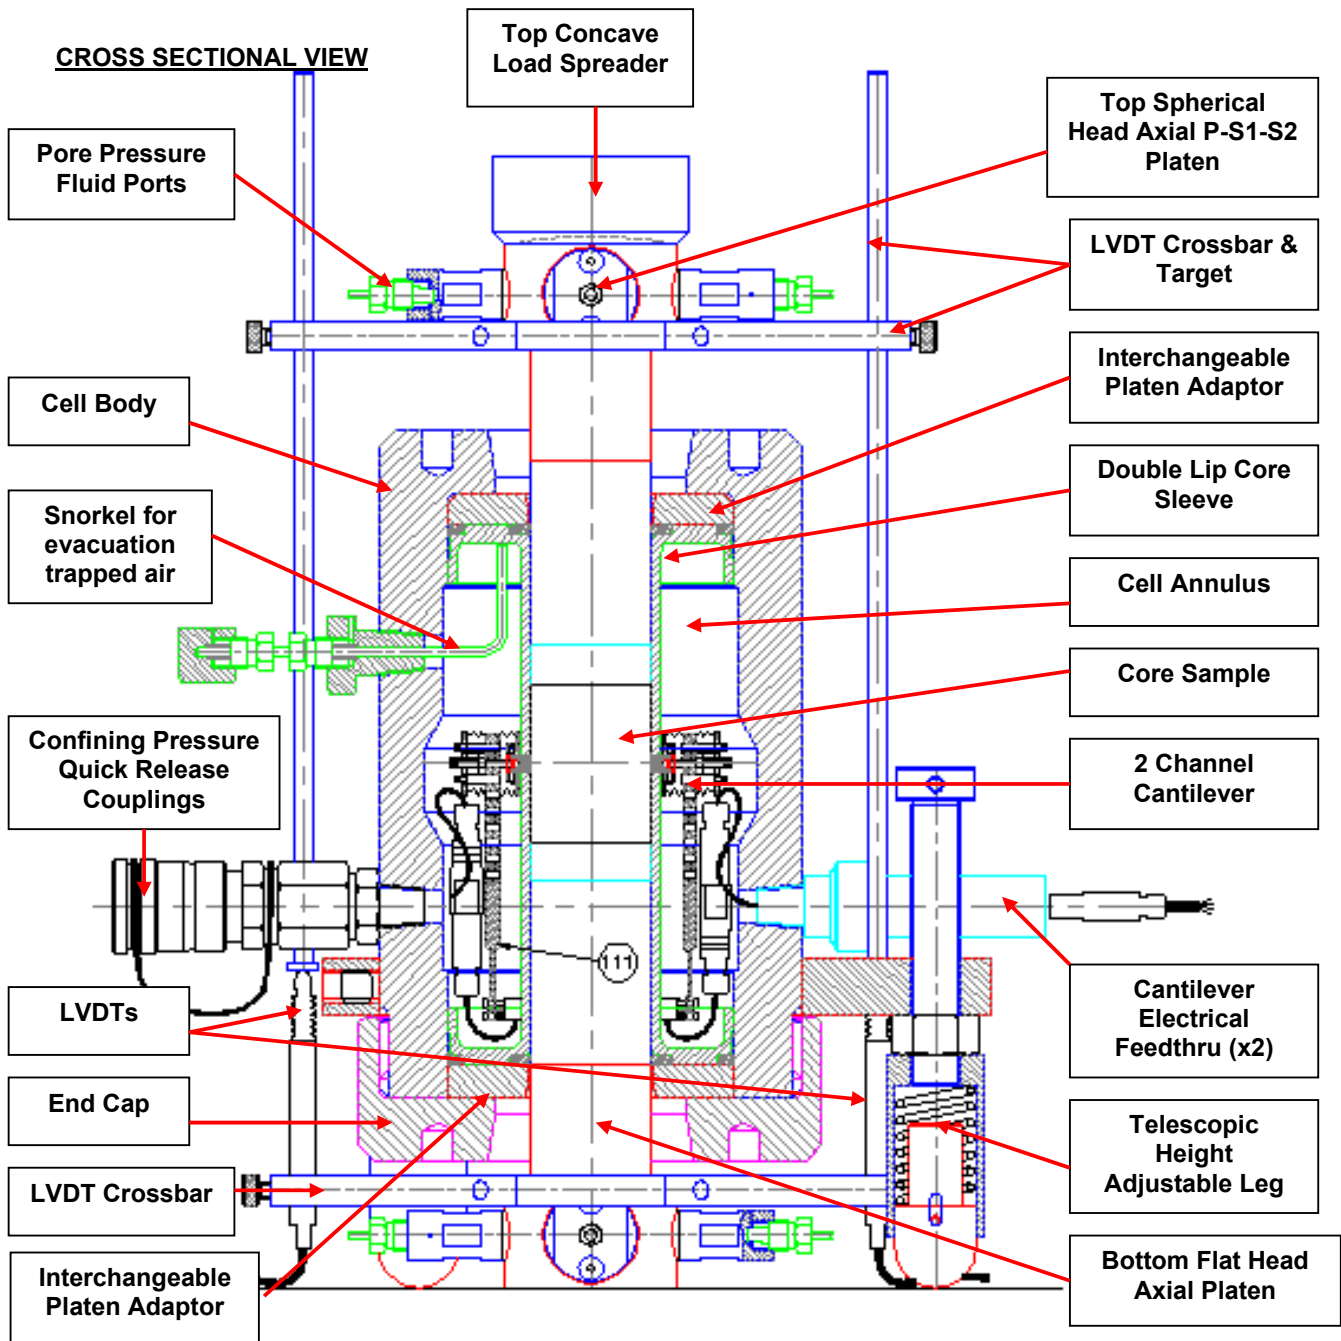 CROSS SECTIONAL VIEW
Top Concave
Load Spreader
Top Spherical
Head Axial P-S1-S2
Platen
Pore Pressure
Fluid Ports
LVDT Crossbar &
Target
Interchangeable
Platen Adaptor
Cell Body
Double Lip Core
Sleeve
Snorkel for
evacuation
trapped air
Cell Annulus
Core Sample
Confining Pressure
Quick Release
Couplings
2 Channel
Cantilever
111
LVDTs
Cantilever
Electrical
Feedthru (x2)
End Cap
Telescopic
Height
Adjustable Leg
LVDT Crossbar
Interchangeable
Platen Adaptor
Bottom Flat Head
Axial Platen